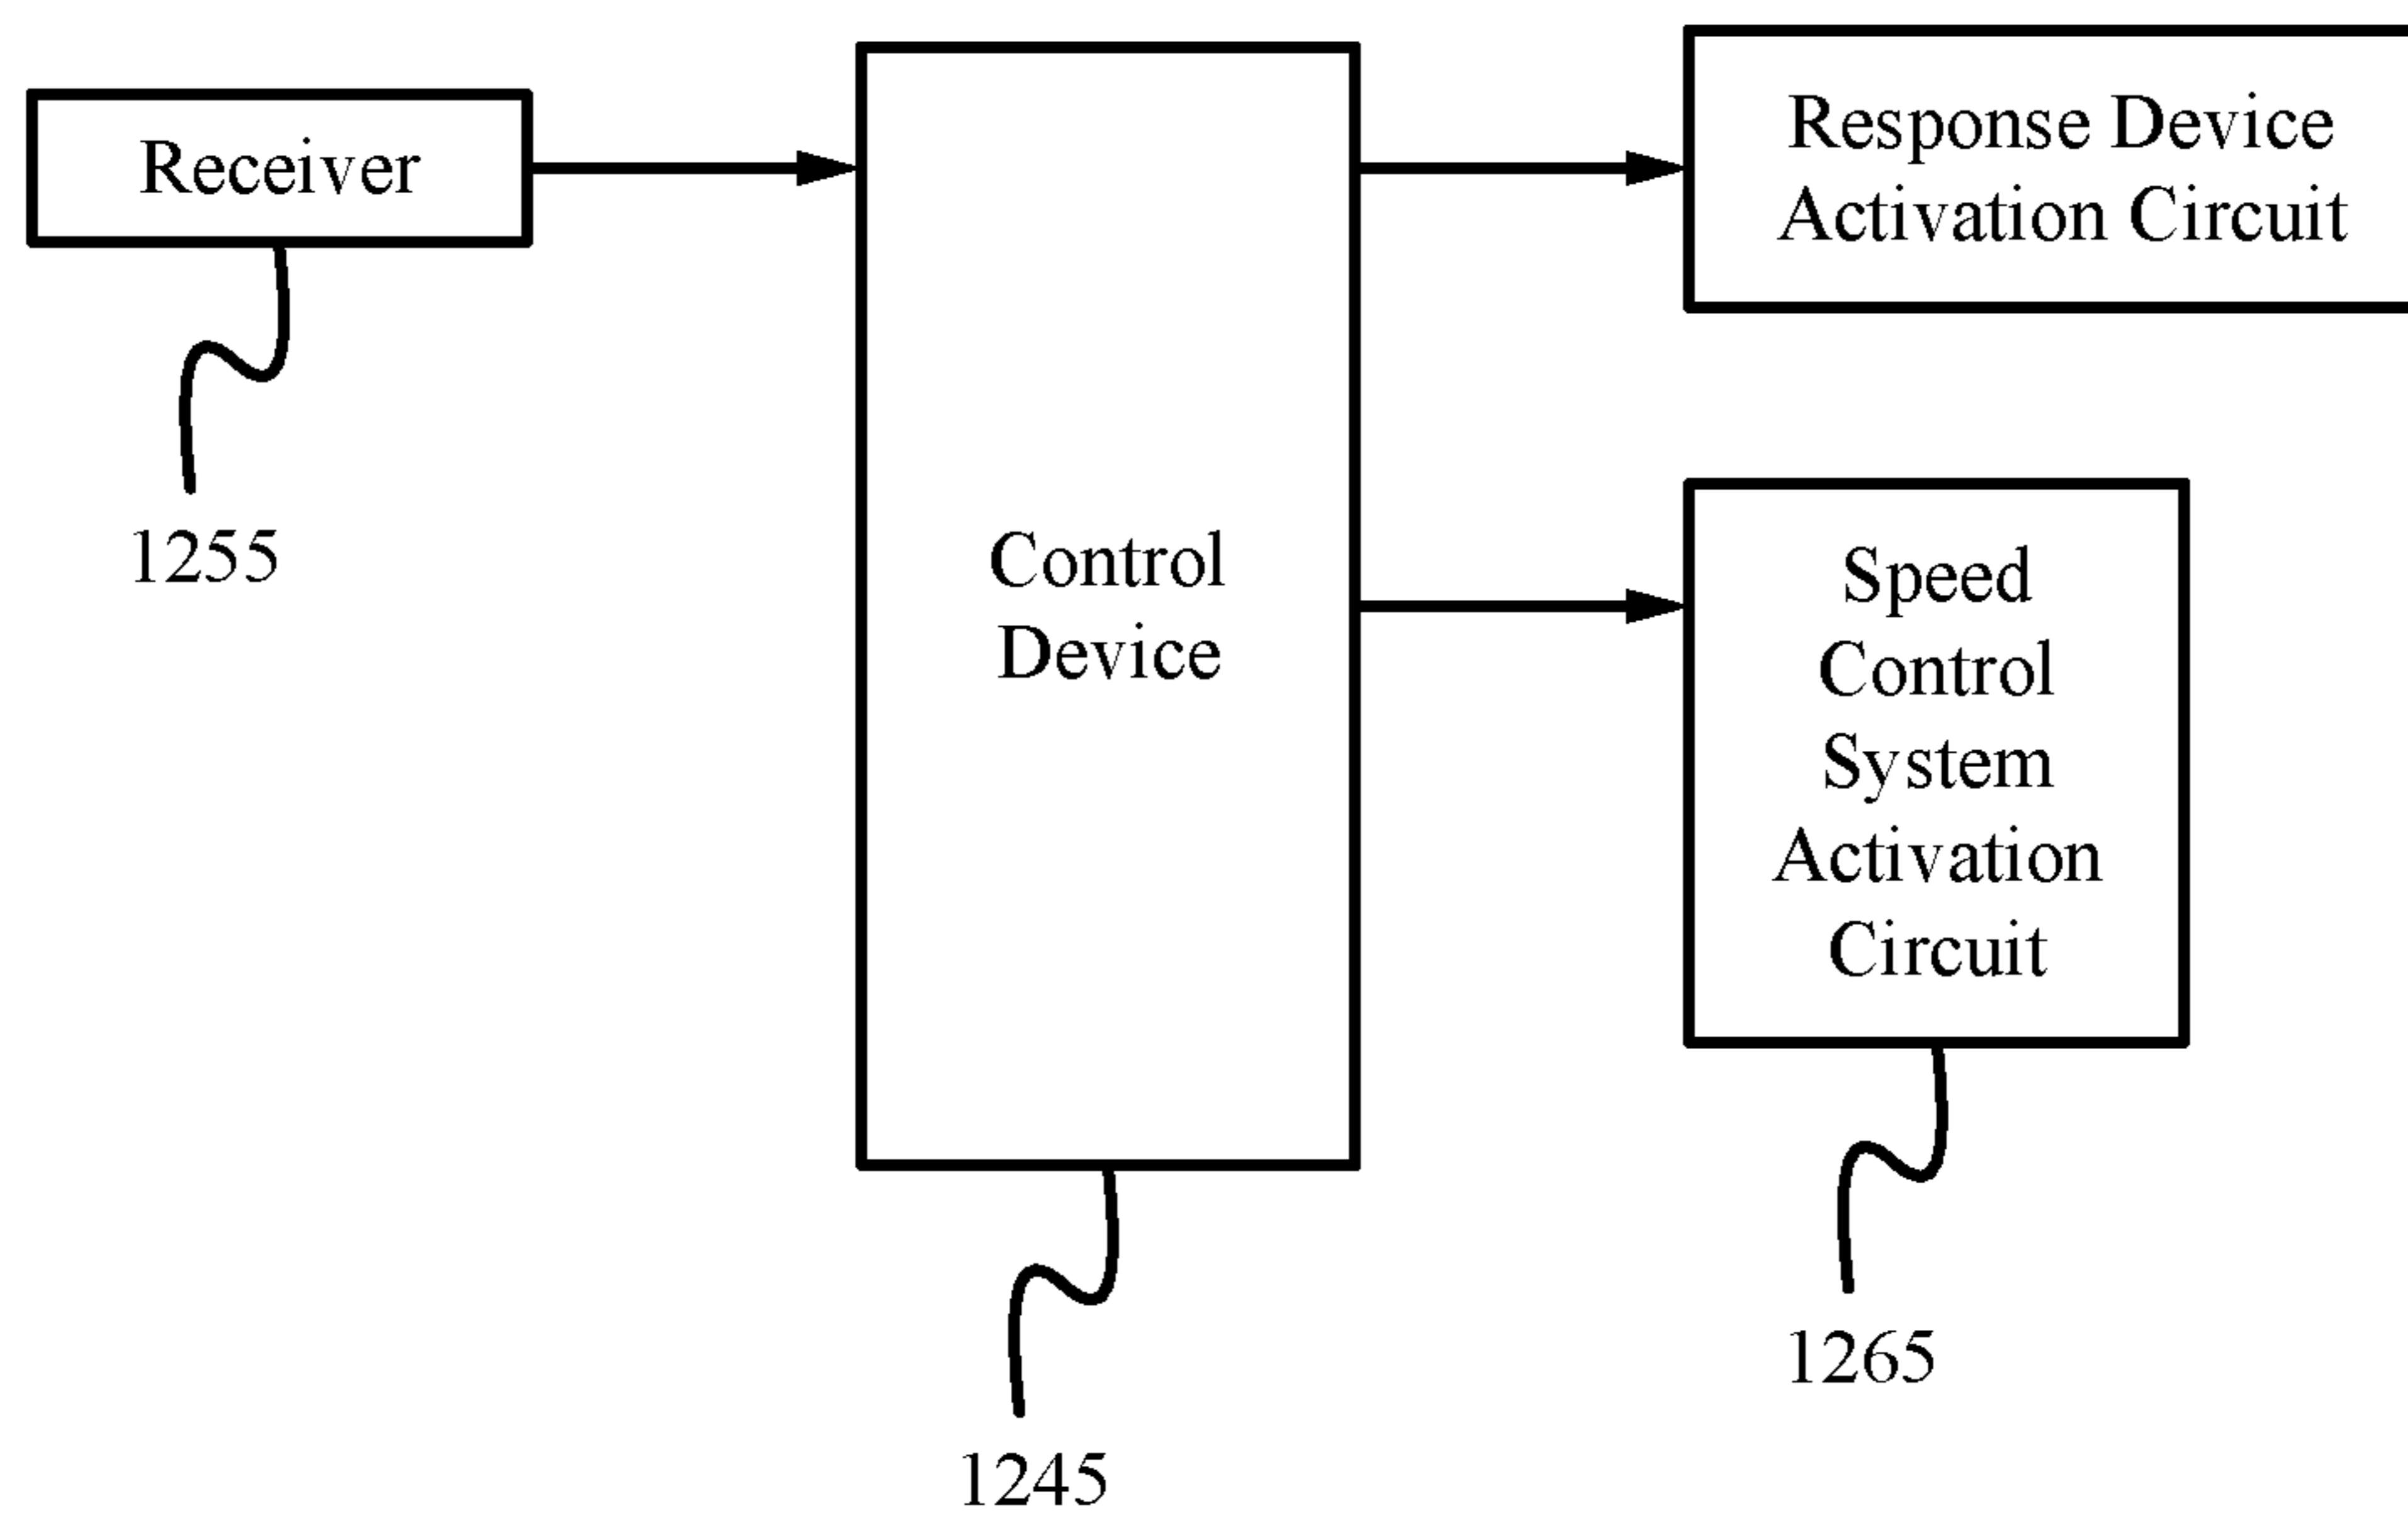 Receiver
1255
Control
Device
1245
Response Device
Activation Circuit
Speed
Control
System
Activation
Circuit
1265